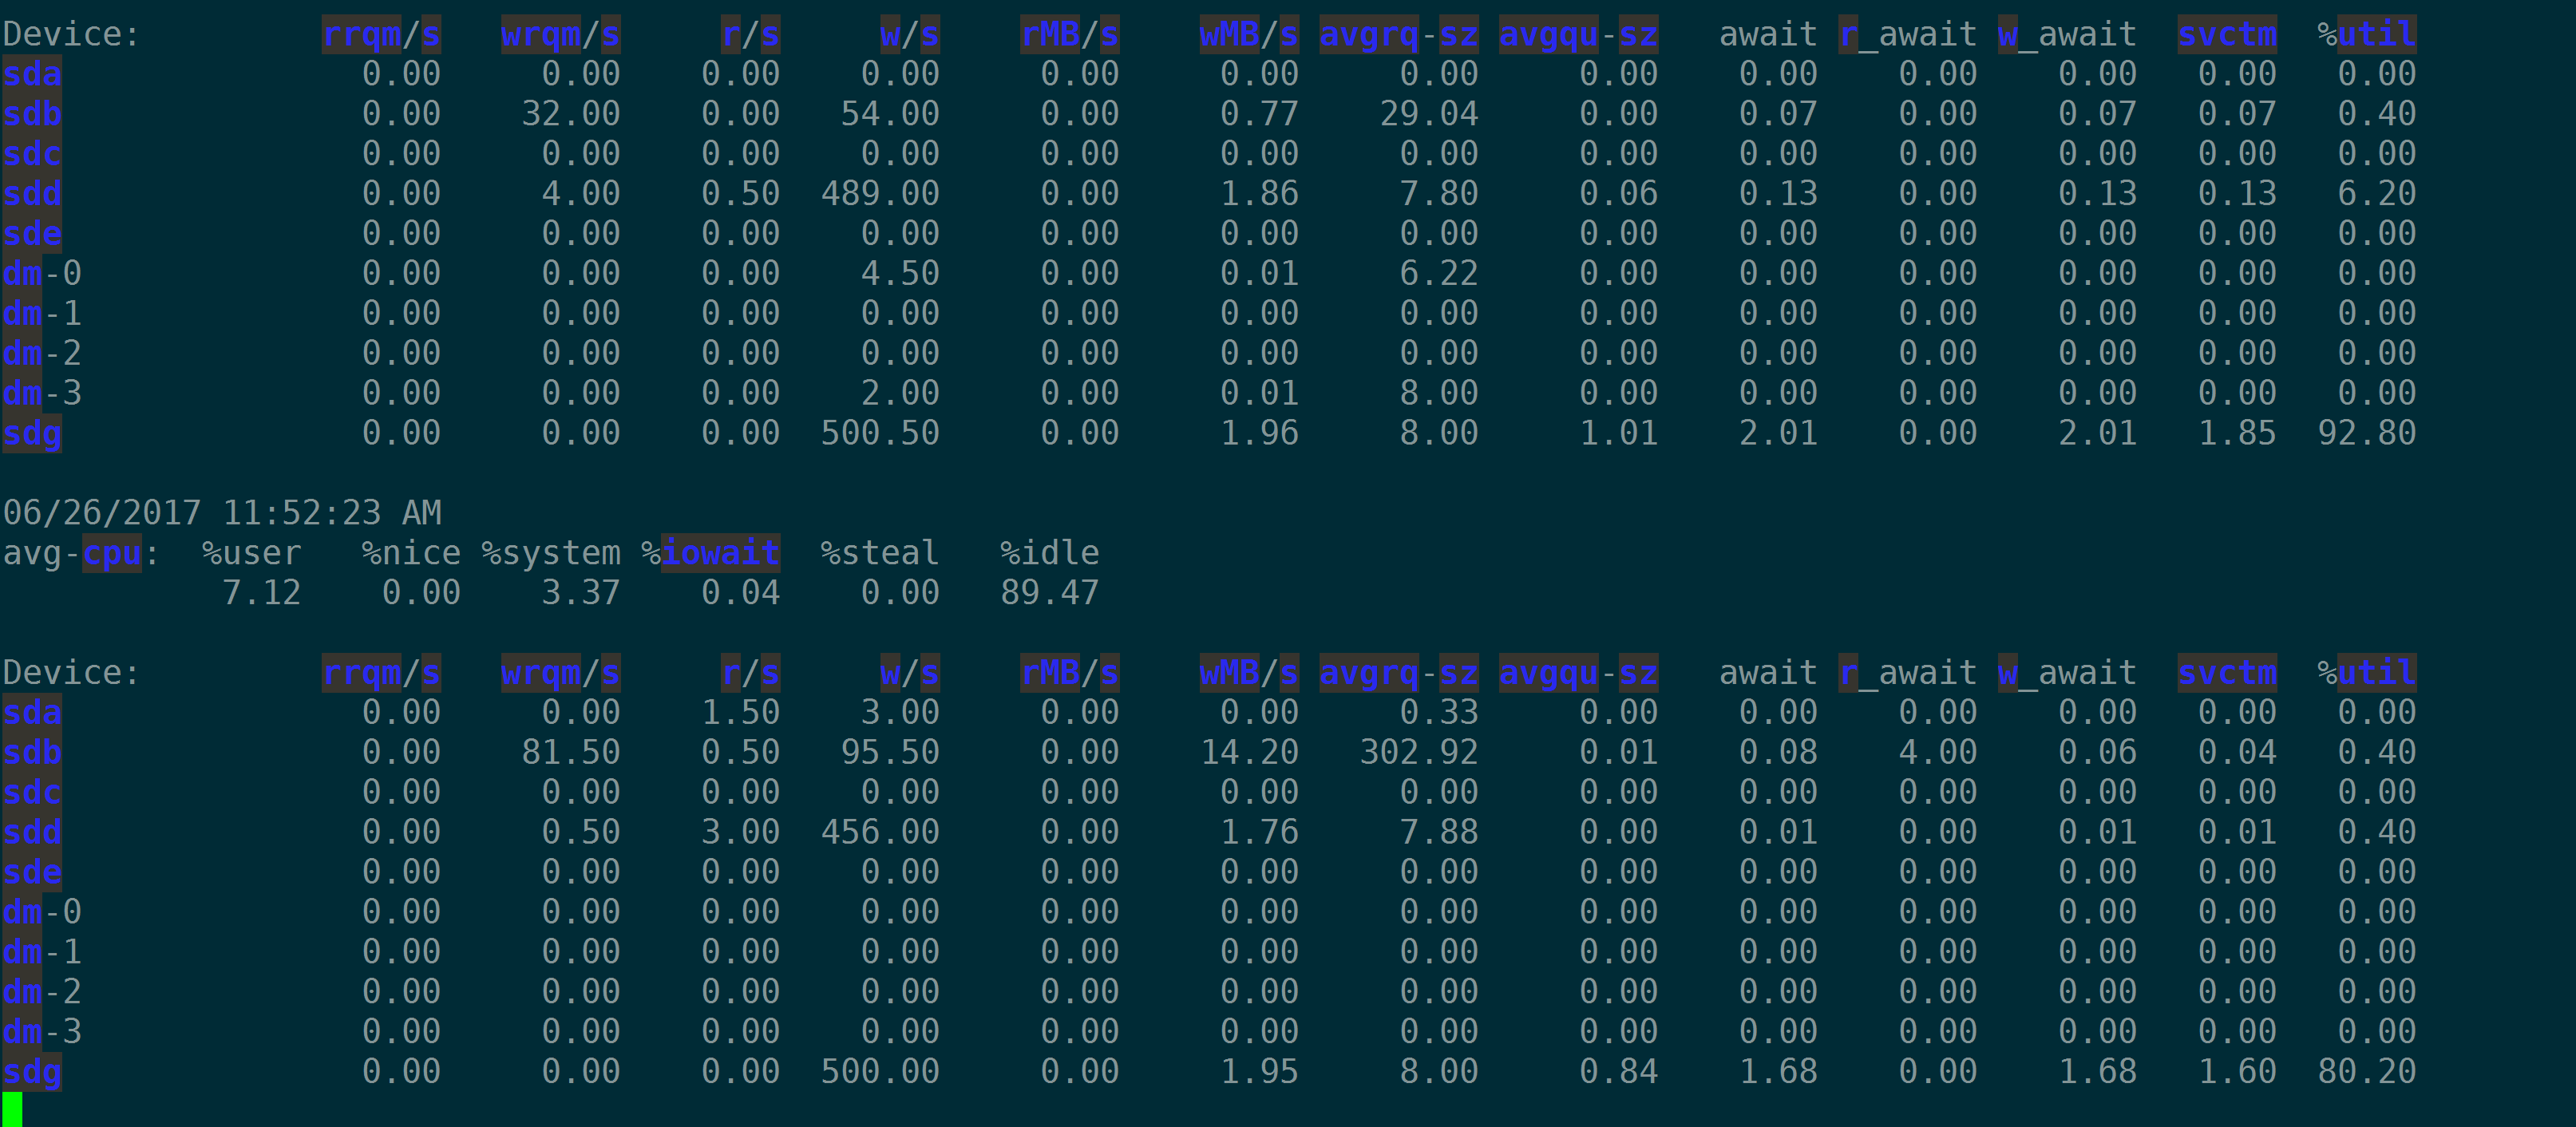 Device: rrqm/s wrqm/s r/s w/s rMB/s wMB/s avgrq-sz avgqu-sz await r_await w_await svctm %util
sda 0.00 0.00 0.00 0.00 0.00 0.00 0.00 0.00 0.00 0.00 0.00 0.00 0.00
sdb 0.00 32.00 0.00 54.00 0.00 0.77 29.04 0.00 0.07 0.00 0.07 0.07 0.40
sdc 0.00 0.00 0.00 0.00 0.00 0.00 0.00 0.00 0.00 0.00 0.00 0.00 0.00
sdd 0.00 4.00 0.50 489.00 0.00 1.86 7.80 0.06 0.13 0.00 0.13 0.13 6.20
sde 0.00 0.00 0.00 0.00 0.00 0.00 0.00 0.00 0.00 0.00 0.00 0.00 0.00
dm-0 0.00 0.00 0.00 4.50 0.00 0.01 6.22 0.00 0.00 0.00 0.00 0.00 0.00
dm-1 0.00 0.00 0.00 0.00 0.00 0.00 0.00 0.00 0.00 0.00 0.00 0.00 0.00
dm-2 0.00 0.00 0.00 0.00 0.00 0.00 0.00 0.00 0.00 0.00 0.00 0.00 0.00
dm-3 0.00 0.00 0.00 2.00 0.00 0.01 8.00 0.00 0.00 0.00 0.00 0.00 0.00
sdg 0.00 0.00 0.00 500.50 0.00 1.96 8.00 1.01 2.01 0.00 2.01 1.85 92.80
06/26/2017 11:52:23 AM
avg-cpu: %user %nice %system %iowait %steal %idle
7.12 0.00 3.37 0.04 0.00 89.47
Device: rrqm/s wrqm/s r/s w/s rMB/s wMB/s avgrq-sz avgqu-sz await r_await w_await svctm %util
sda 0.00 0.00 1.50 3.00 0.00 0.00 0.33 0.00 0.00 0.00 0.00 0.00 0.00
sdb 0.00 81.50 0.50 95.50 0.00 14.20 302.92 0.01 0.08 4.00 0.06 0.04 0.40
sdc 0.00 0.00 0.00 0.00 0.00 0.00 0.00 0.00 0.00 0.00 0.00 0.00 0.00
sdd 0.00 0.50 3.00 456.00 0.00 1.76 7.88 0.00 0.01 0.00 0.01 0.01 0.40
sde 0.00 0.00 0.00 0.00 0.00 0.00 0.00 0.00 0.00 0.00 0.00 0.00 0.00
dm-0 0.00 0.00 0.00 0.00 0.00 0.00 0.00 0.00 0.00 0.00 0.00 0.00 0.00
dm-1 0.00 0.00 0.00 0.00 0.00 0.00 0.00 0.00 0.00 0.00 0.00 0.00 0.00
dm-2 0.00 0.00 0.00 0.00 0.00 0.00 0.00 0.00 0.00 0.00 0.00 0.00 0.00
dm-3 0.00 0.00 0.00 0.00 0.00 0.00 0.00 0.00 0.00 0.00 0.00 0.00 0.00
sdg 0.00 0.00 0.00 500.00 0.00 1.95 8.00 0.84 1.68 0.00 1.68 1.60 80.20